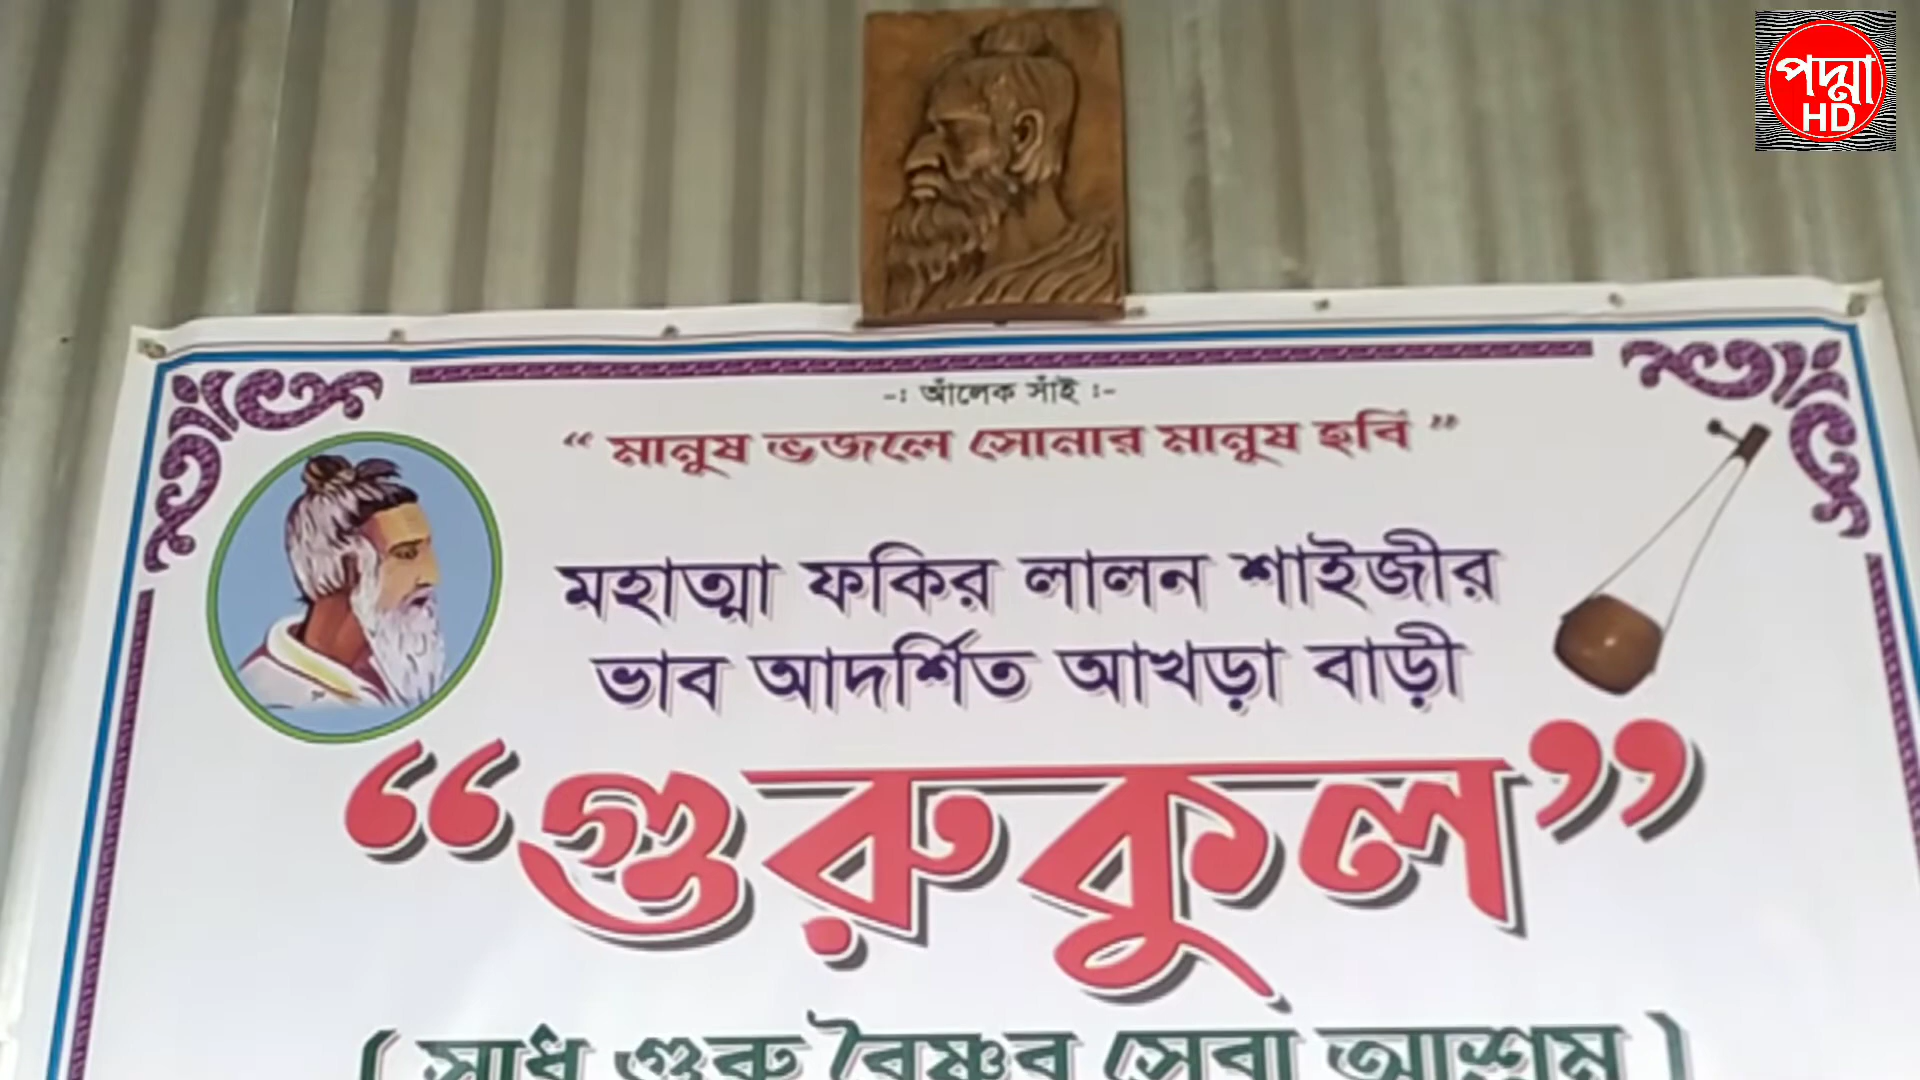 পদ্মা
HD
-: আঁলেক সাঁই :-
“ মানুষ ভজলে সোনার মানুষ হবি ”
মহাত্মা ফকির লালন শাইজীর
ভাব আদর্শিত আখড়া বাড়ী
“গুরুকুল”
( সাধু গুরু বৈষ্ণব সেবা আশ্রম )